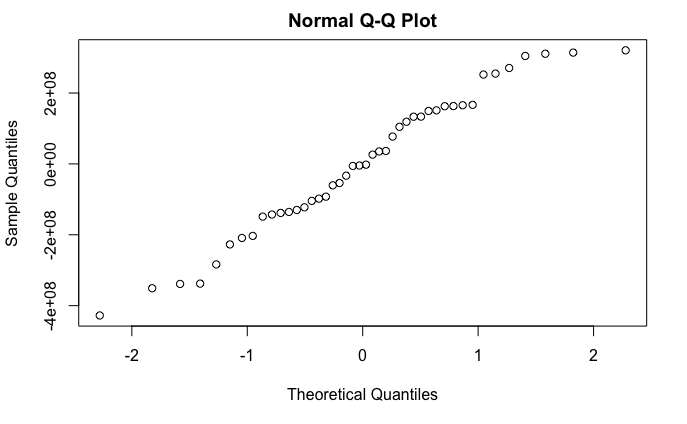 Normal Q-Q Plot
Sample Quantiles
2e+08
0e+00
-2e+08
-4e+08
-2 -1 0 1 2
Theoretical Quantiles